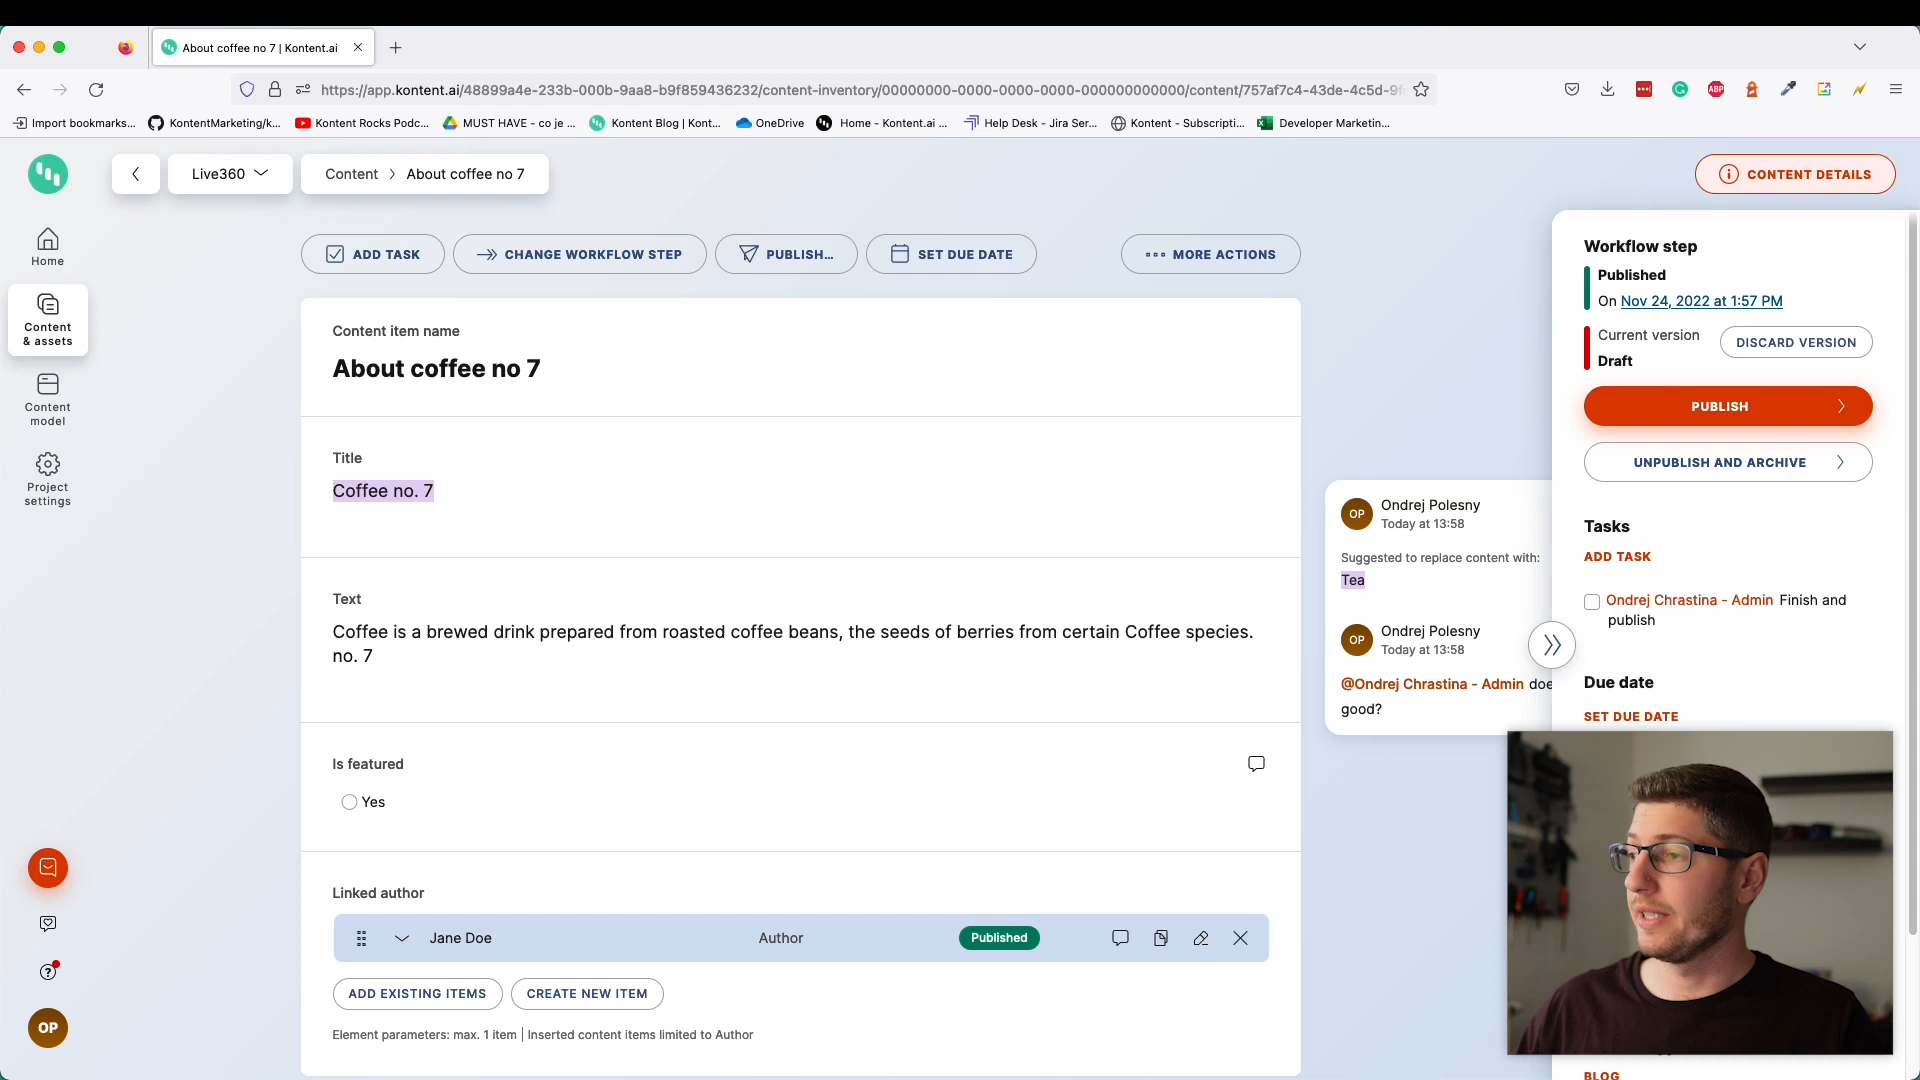 About coffee no 7 | Kontent.ai
https://app.kontent.ai/48899a4e-233b-000b-9aa8-b9f859436232/content-inventory/00000000-0000-0000-0000-000000000000/content/757af7c4-43de-4c5d-9f
Import bookmarks...
KontentMarketing/k...
Kontent Rocks Podc...
MUST HAVE - co je ...
Kontent Blog | Kont...
OneDrive
Home - Kontent.ai ...
Help Desk - Jira Ser...
Kontent - Subscripti...
Developer Marketin...
ABP
Live360
Content > About coffee no 7
CONTENT DETAILS
Home
Content
& assets
Content
model
Project
settings
OP
ADD TASK
CHANGE WORKFLOW STEP
PUBLISH...
SET DUE DATE
MORE ACTIONS
Content item name
About coffee no 7
Title
Coffee no. 7
Text
Coffee is a brewed drink prepared from roasted coffee beans, the seeds of berries from certain Coffee species.
no. 7
Is featured
Yes
Linked author
Jane Doe
Author
Published
ADD EXISTING ITEMS
CREATE NEW ITEM
Element parameters: max. 1 item | Inserted content items limited to Author
OP
Ondrej Polesny
Today at 13:58
Suggested to replace content with:
Tea
OP
Ondrej Polesny
Today at 13:58
@Ondrej Chrastina - Admin doe
good?
Workflow step
Published
On Nov 24, 2022 at 1:57 PM
Current version
Draft
DISCARD VERSION
PUBLISH
UNPUBLISH AND ARCHIVE
Tasks
ADD TASK
Ondrej Chrastina - Admin Finish and
publish
Due date
SET DUE DATE
BLOG